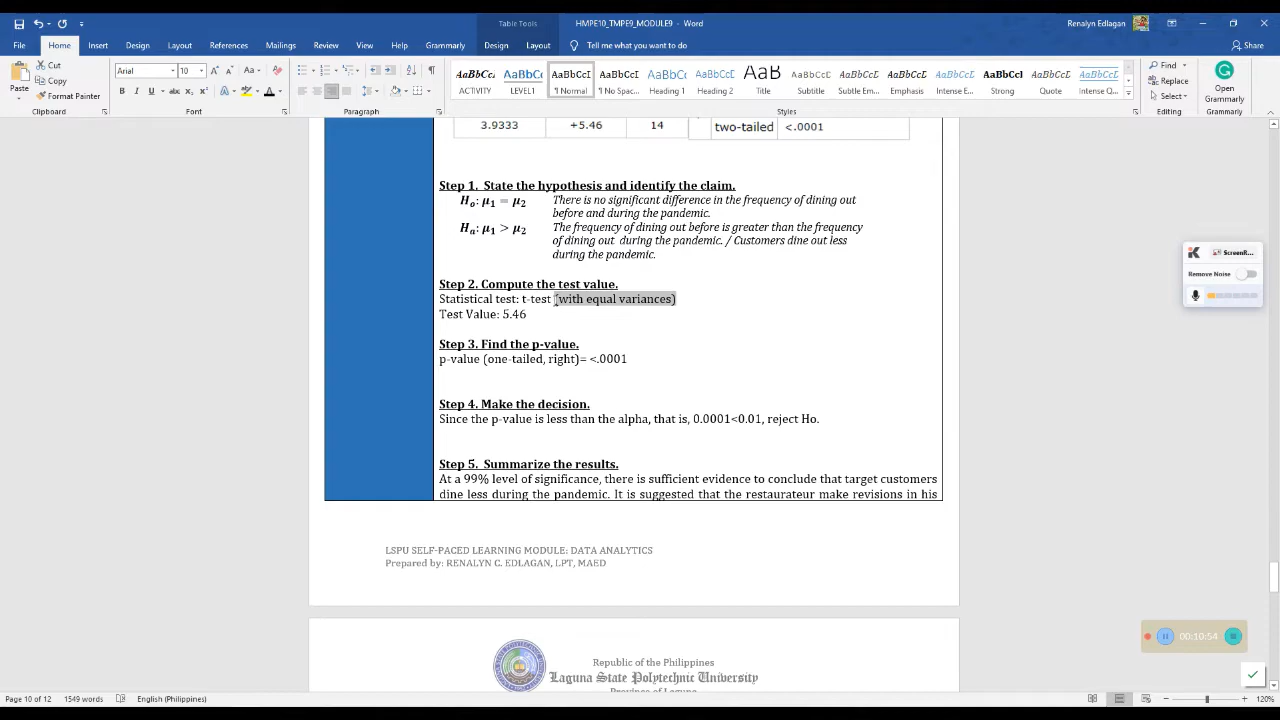 Table Tools
HMPE10_TMPE9_MODULE9 - Word
Renalyn Edlagan
File Home Insert Design Layout References Mailings Review View Help Grammarly Design Layout Tell me what you want to do Share
Paste
Cut
Copy
Format Painter
Clipboard
Arial 10
Font
Paragraph
AaBbCc AaBbC AaBbCcI AaBbCcI AaBbCc AaBbCc AaB AaBbCcI AaBbCcI AaBbCcI AaBbCcI AaBbCcI AaBbCcI AaBbCcI
ACTIVITY LEVEL1 ¶ Normal ¶ No Spac... Heading 1 Heading 2 Title Subtitle Subtle Em... Emphasis Intense E... Strong Quote Intense Q...
Styles
Find
Replace
Select
Editing
Open
Grammarly
Grammarly
3.9333 +5.46 14 two-tailed <.0001
Step 1. State the hypothesis and identify the claim.
Ho: μ1 = μ2 There is no significant difference in the frequency of dining out
before and during the pandemic.
Ha: μ1 > μ2 The frequency of dining out before is greater than the frequency
of dining out during the pandemic. / Customers dine out less
during the pandemic.
Step 2. Compute the test value.
Statistical test: t-test (with equal variances)
Test Value: 5.46
Step 3. Find the p-value.
p-value (one-tailed, right)= <.0001
Step 4. Make the decision.
Since the p-value is less than the alpha, that is, 0.0001<0.01, reject Ho.
Step 5. Summarize the results.
At a 99% level of significance, there is sufficient evidence to conclude that target customers
dine less during the pandemic. It is suggested that the restaurateur make revisions in his
LSPU SELF-PACED LEARNING MODULE: DATA ANALYTICS
Prepared by: RENALYN C. EDLAGAN, LPT, MAED
Republic of the Philippines
Laguna State Polytechnic University
Province of Laguna
ScreenR...
Remove Noise
00:10:54
Page 10 of 12 1549 words English (Philippines) 120%